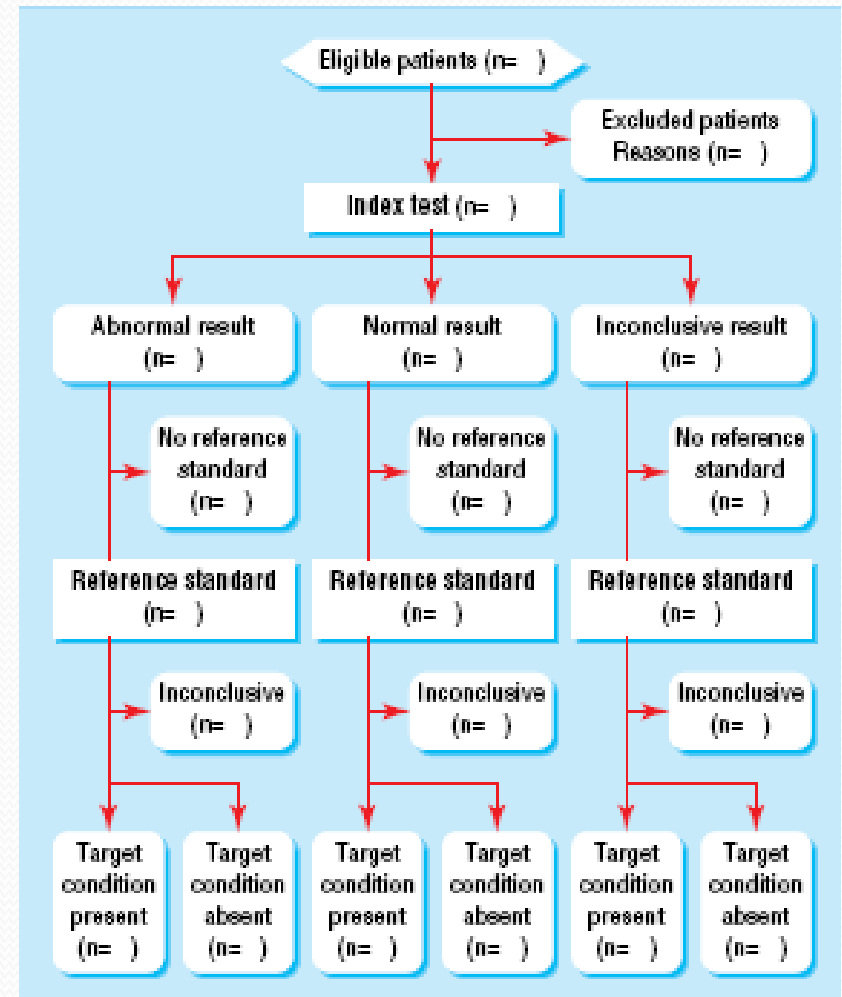 Eligible patients (n=   )
Excluded patients
Reasons (n=   )
Index test (n=   )
Abnormal result
(n=   )
Normal result
(n=   )
Inconclusive result
(n=   )
No reference
standard
(n=   )
No reference
standard
(n=   )
No reference
standard
(n=   )
Reference standard
(n=   )
Reference standard
(n=   )
Reference standard
(n=   )
Inconclusive
(n=   )
Inconclusive
(n=   )
Inconclusive
(n=   )
Target
condition
present
(n=   )
Target
condition
absent
(n=   )
Target
condition
present
(n=   )
Target
condition
absent
(n=   )
Target
condition
present
(n=   )
Target
condition
absent
(n=   )